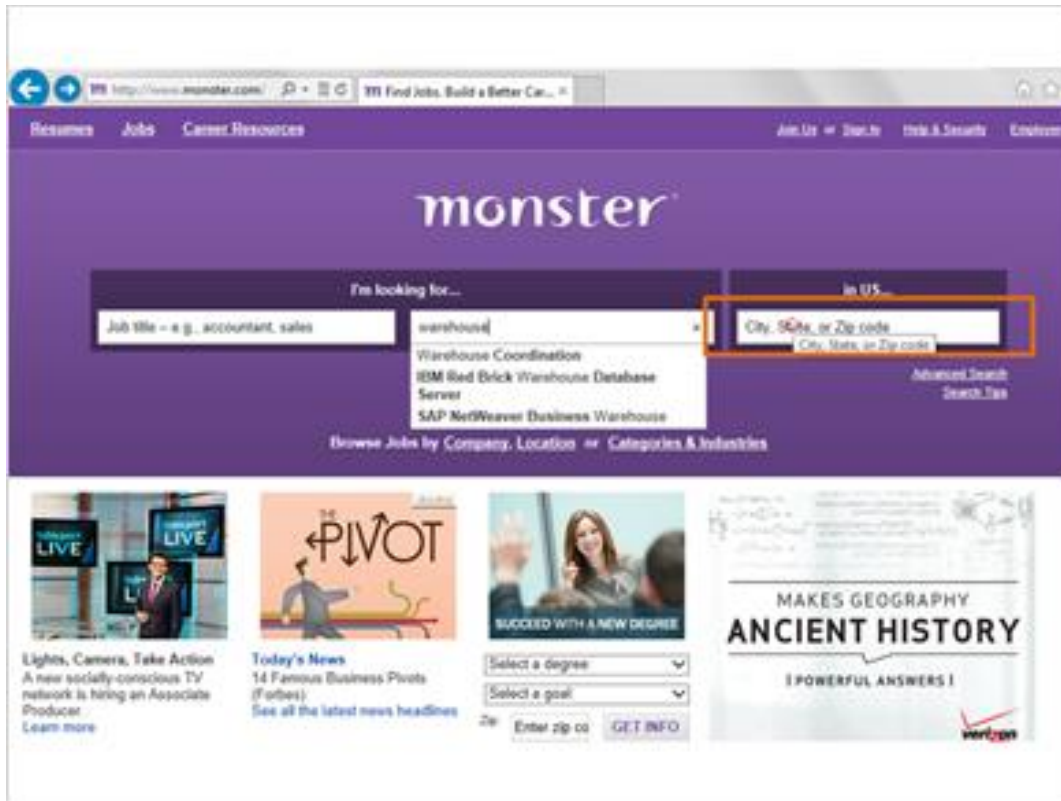 http://www.monster.com/
m Find Jobs. Build a Better Car...
Resumes Jobs Career Resources
Join Us or Sign In Help & Security Employers
monster
I'm looking for...
in US...
Job title – e.g., accountant, sales
warehouse
City, State, or Zip code
City, State, or Zip code
Warehouse Coordination
IBM Red Brick Warehouse Database
Server
SAP NetWeaver Business Warehouse
Advanced Search
Search Tips
Browse Jobs by Company, Location or Categories & Industries
LIVE
LIVE
THE
PIVOT
SUCCEED WITH A NEW DEGREE
MAKES GEOGRAPHY
ANCIENT HISTORY
POWERFUL ANSWERS
verizon
Lights, Camera, Take Action
A new socially-conscious TV
network is hiring an Associate
Producer
Learn more
Today's News
14 Famous Business Pivots
(Forbes)
See all the latest news headlines
Select a degree
Select a goal
Zip
Enter zip co
GET INFO